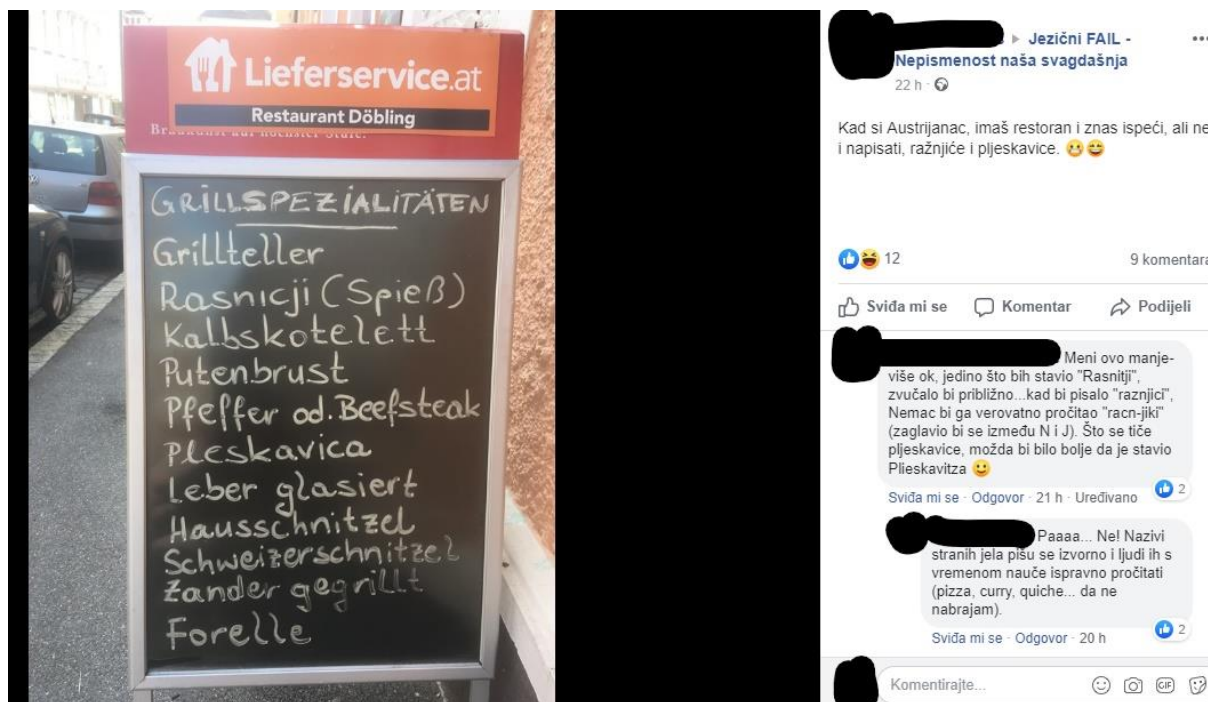 Lieferservice.at
Restaurant Döbling
GRILLSPEZIALITÄTEN
Grillteller
Rasnicji (Spieß)
Kalbskotelett
Putenbrust
Pfeffer od. Beefsteak
Pleskavica
Leber glasiert
Hausschnitzel
Schweizerschnitzel
Zander gegrillt
Forelle
Jezični FAIL -
Nepismenost naša svagdašnja
22 h
Kad si Austrijanac, imaš restoran i znas ispeći, ali ne
i napisati, ražnjiće i pljeskavice.
12
9 komentara
Sviđa mi se Komentar Podijeli
Meni ovo manje-
više ok, jedino što bih stavio "Rasnitji",
zvučalo bi približno...kad bi pisalo "raznjici",
Nemac bi ga verovatno pročitao "racn-jiki"
(zaglavio bi se između N i J). Što se tiče
pljeskavice, možda bi bilo bolje da je stavio
Plieskavitza
2
Sviđa mi se · Odgovor · 21 h · Uređivano
Paaaa... Ne! Nazivi
stranih jela pišu se izvorno i ljudi ih s
vremenom nauče ispravno pročitati
(pizza, curry, quiche... da ne
nabrajam).
2
Sviđa mi se · Odgovor · 20 h
Komentirajte...
GIF